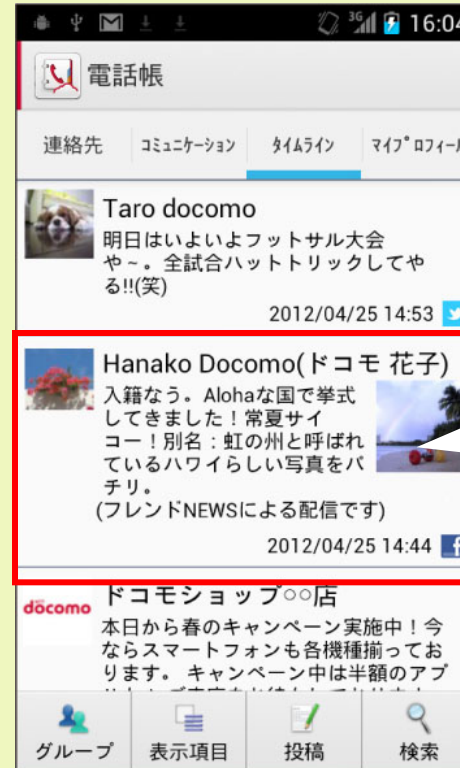 3G 16:04
電話帳
連絡先 コミュニケーション タイムライン マイプロフィール
Taro docomo
明日はいよいよフットサル大会
や~。全試合ハットトリックしてや
る!!(笑)
2012/04/25 14:53
Hanako Docomo(ドコモ 花子)
入籍なう。Alohaな国で挙式
してきました！常夏サイ
コー！別名：虹の州と呼ばれ
ているハワイらしい写真をパ
チリ。
(フレンドNEWSによる配信です)
2012/04/25 14:44
döcomo
ドコモショップ○○店
本日から春のキャンペーン実施中！今
ならスマートフォンも各機種揃ってお
ります。キャンペーン中は半額のアプ
グループ 表示項目 投稿 検索